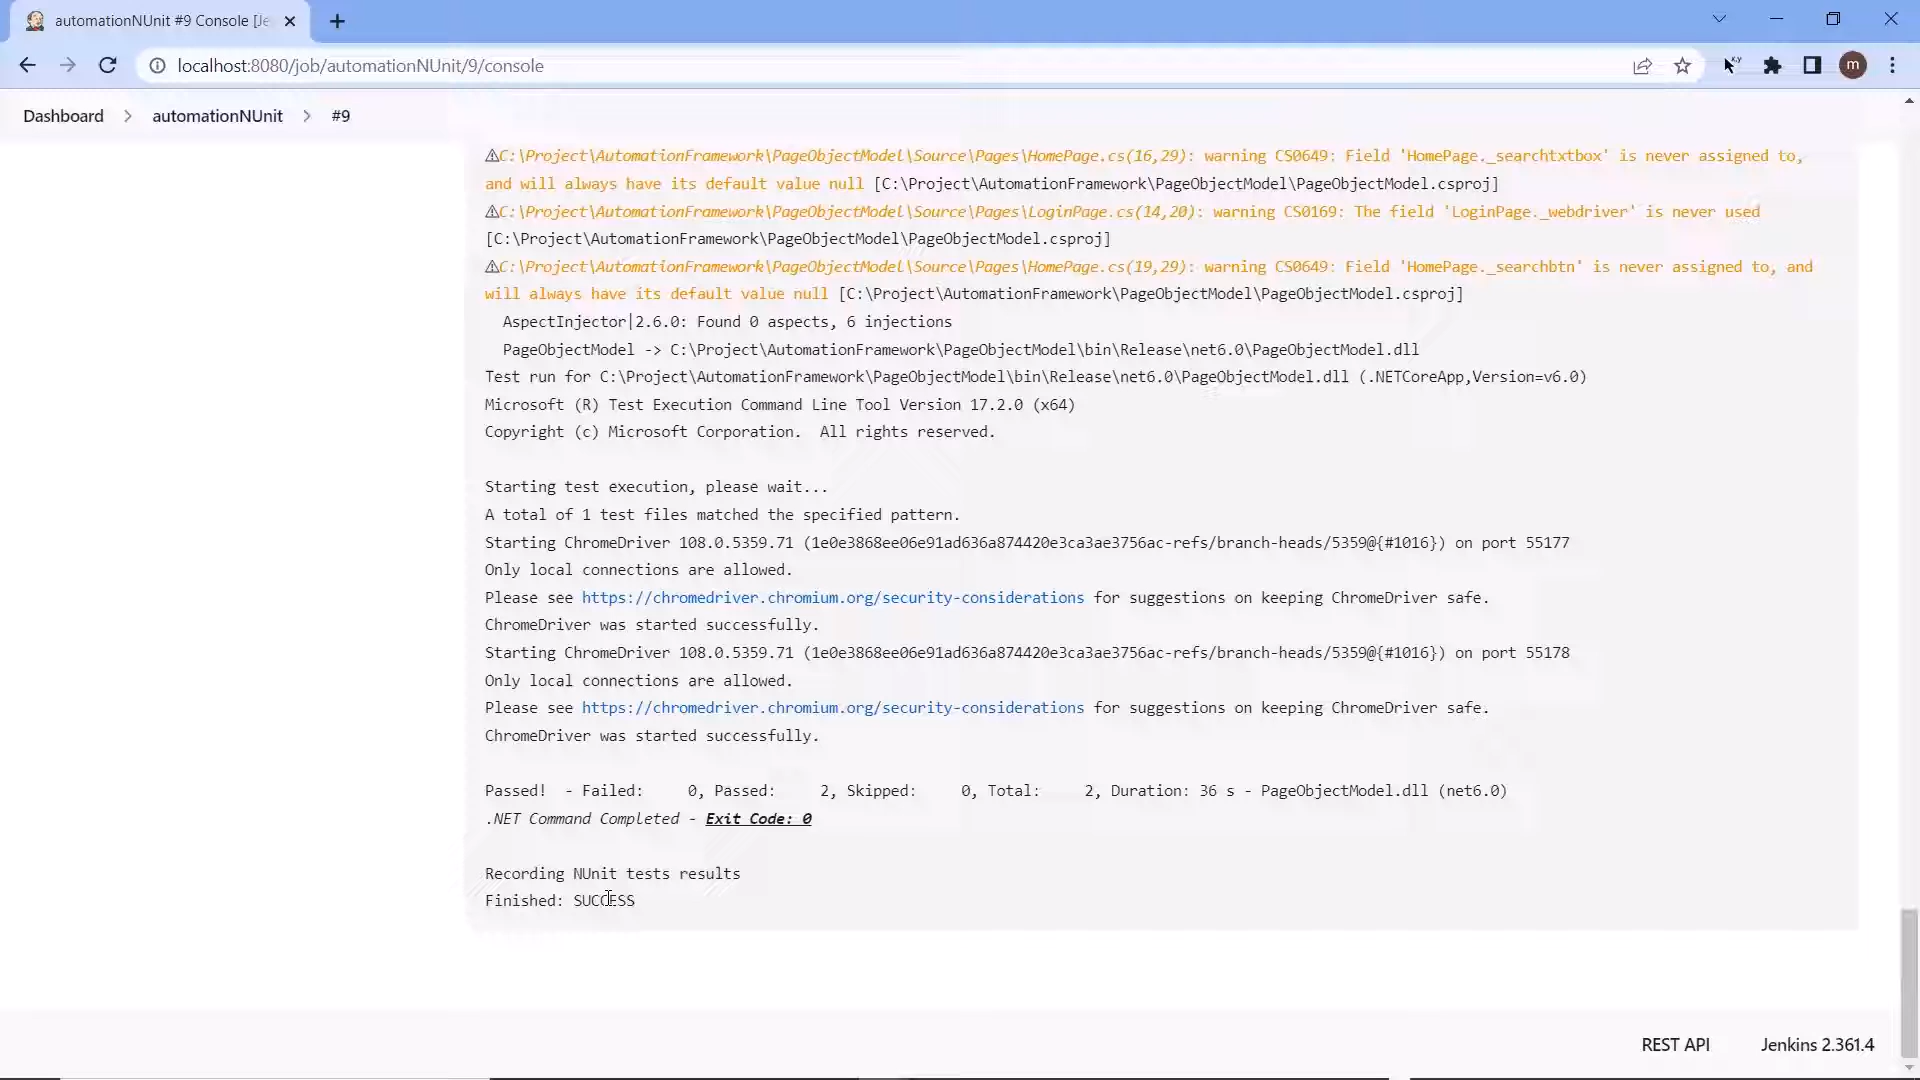 automationNUnit #9 Console [Je
localhost:8080/job/automationNUnit/9/console
m
Dashboard > automationNUnit > #9
C:\Project\AutomationFramework\PageObjectModel\Source\Pages\HomePage.cs(16,29): warning CS0649: Field 'HomePage._searchtxtbox' is never assigned to,
and will always have its default value null [C:\Project\AutomationFramework\PageObjectModel\PageObjectModel.csproj]
C:\Project\AutomationFramework\PageObjectModel\Source\Pages\LoginPage.cs(14,20): warning CS0169: The field 'LoginPage._webdriver' is never used
[C:\Project\AutomationFramework\PageObjectModel\PageObjectModel.csproj]
C:\Project\AutomationFramework\PageObjectModel\Source\Pages\HomePage.cs(19,29): warning CS0649: Field 'HomePage._searchbtn' is never assigned to, and
will always have its default value null [C:\Project\AutomationFramework\PageObjectModel\PageObjectModel.csproj]
AspectInjector|2.6.0: Found 0 aspects, 6 injections
PageObjectModel -> C:\Project\AutomationFramework\PageObjectModel\bin\Release\net6.0\PageObjectModel.dll
Test run for C:\Project\AutomationFramework\PageObjectModel\bin\Release\net6.0\PageObjectModel.dll (.NETCoreApp,Version=v6.0)
Microsoft (R) Test Execution Command Line Tool Version 17.2.0 (x64)
Copyright (c) Microsoft Corporation.  All rights reserved.
Starting test execution, please wait...
A total of 1 test files matched the specified pattern.
Starting ChromeDriver 108.0.5359.71 (1e0e3868ee06e91ad636a874420e3ca3ae3756ac-refs/branch-heads/5359@{#1016}) on port 55177
Only local connections are allowed.
Please see https://chromedriver.chromium.org/security-considerations for suggestions on keeping ChromeDriver safe.
ChromeDriver was started successfully.
Starting ChromeDriver 108.0.5359.71 (1e0e3868ee06e91ad636a874420e3ca3ae3756ac-refs/branch-heads/5359@{#1016}) on port 55178
Only local connections are allowed.
Please see https://chromedriver.chromium.org/security-considerations for suggestions on keeping ChromeDriver safe.
ChromeDriver was started successfully.
Passed!  - Failed:     0, Passed:     2, Skipped:     0, Total:     2, Duration: 36 s - PageObjectModel.dll (net6.0)
.NET Command Completed - Exit Code: 0
Recording NUnit tests results
Finished: SUCCESS
REST API Jenkins 2.361.4